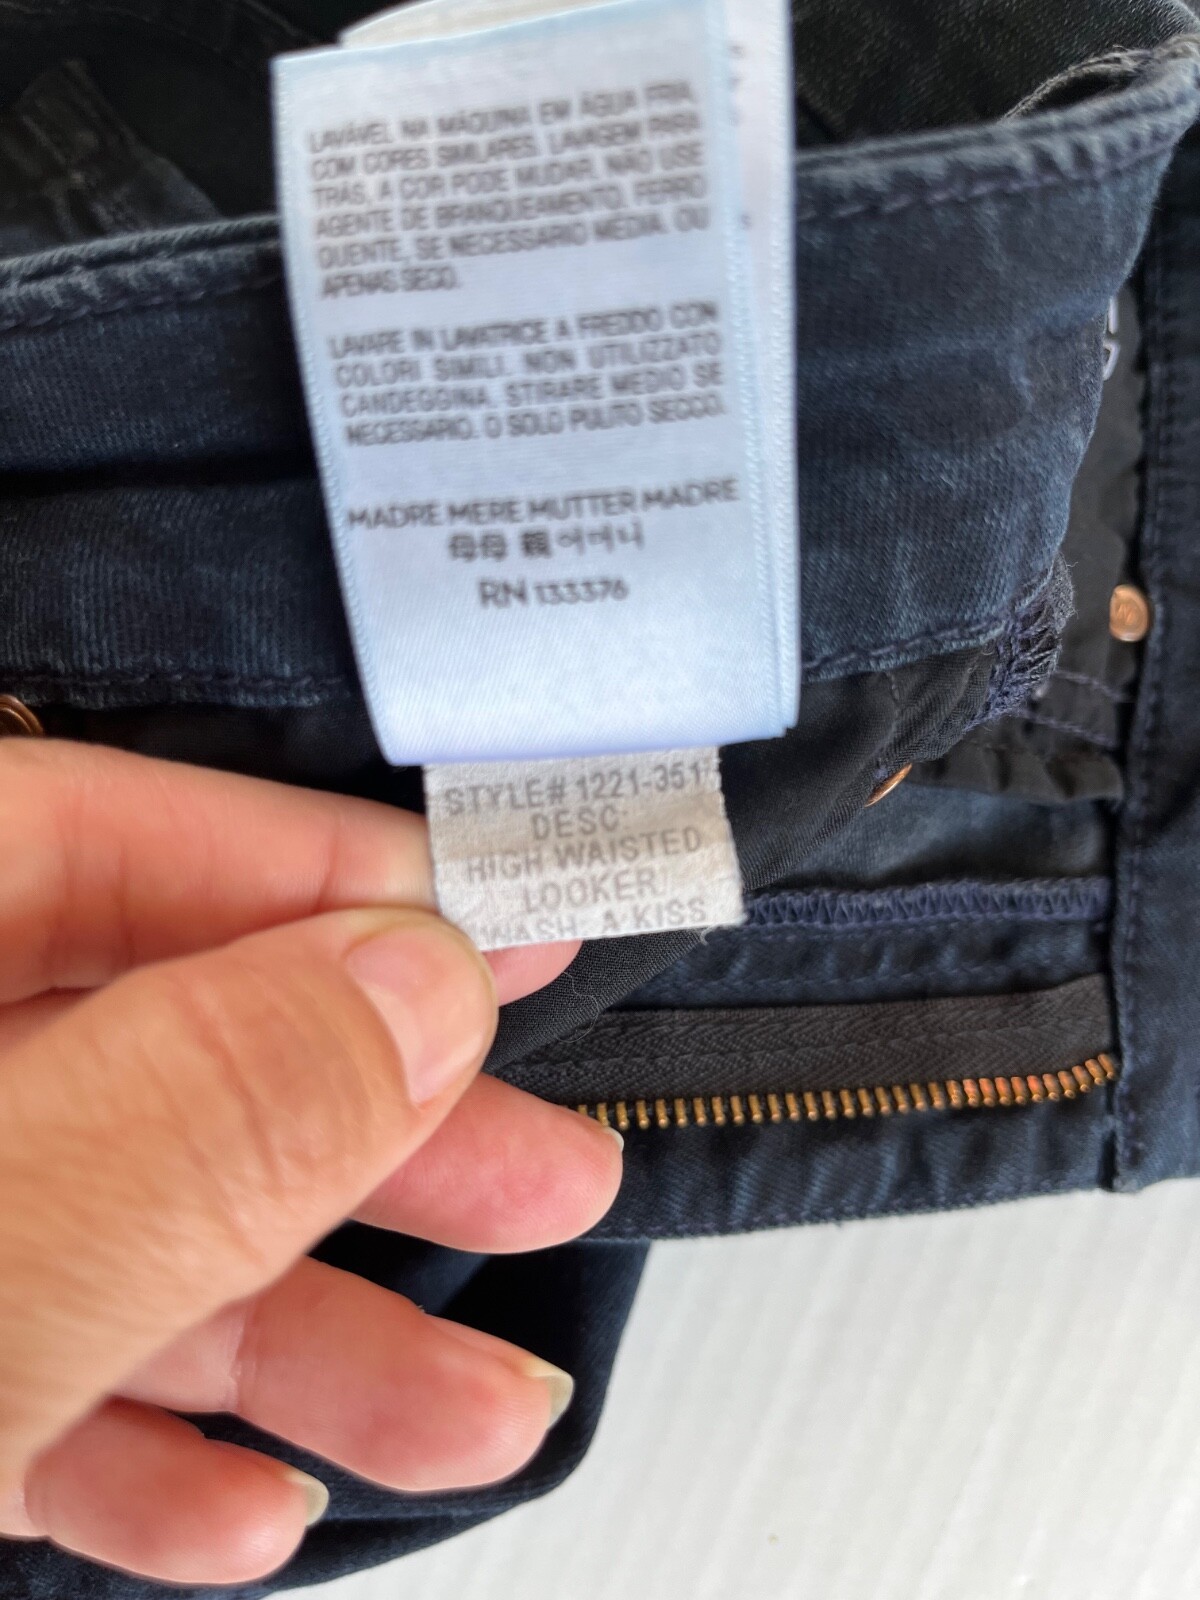 LAVÁVEL NA MÁQUINA EM ÁGUA FRIA,
COM CORES SIMILARES. LAVAGEM PARA
TRÁS, A COR PODE MUDAR. NÃO USE
AGENTE DE BRANQUEAMENTO. FERRO
QUENTE, SE NECESSARIO MEDIA. OU
APENAS SECO.
LAVARE IN LAVATRICE A FREDDO CON
COLORI SIMILI. NON UTILIZZATO
CANDEGGINA. STIRARE MEDIO SE
NECESSARIO. O SOLO PULITO SECCO.
MADRE MERE MUTTER MADRE
母母 親 어머니
RN 133376
STYLE# 1221-351
DESC:
HIGH WAISTED
LOOKER
WASH: A KISS